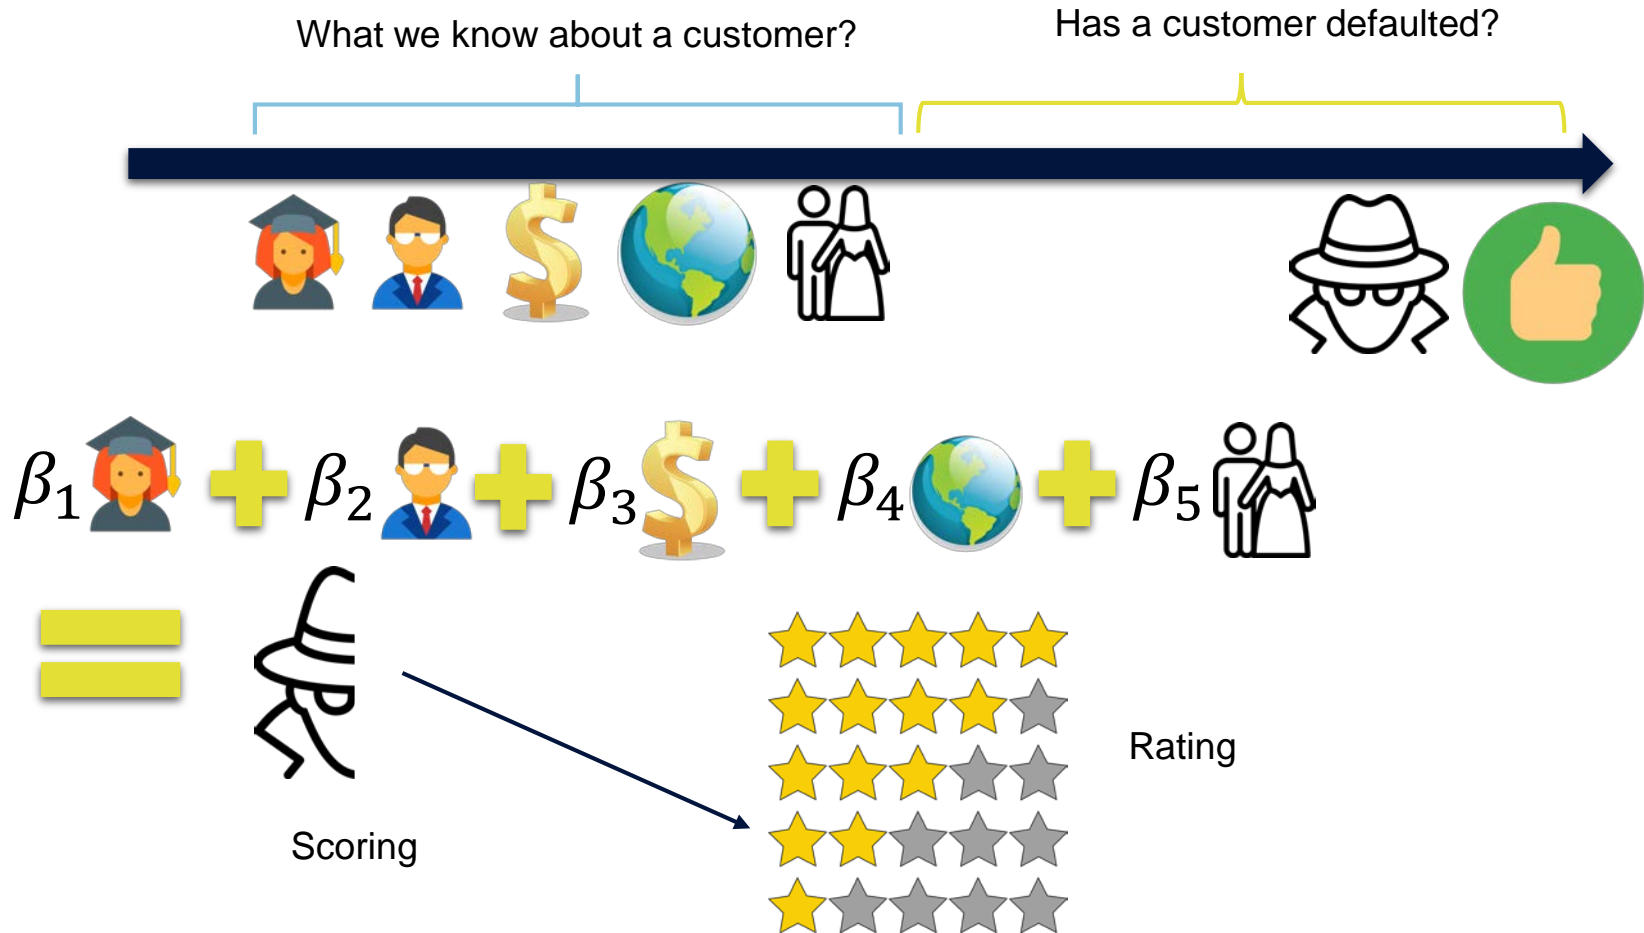 What we know about a customer?
Has a customer defaulted?
β₁ β₂ β₃ β₄ β₅
Rating
Scoring